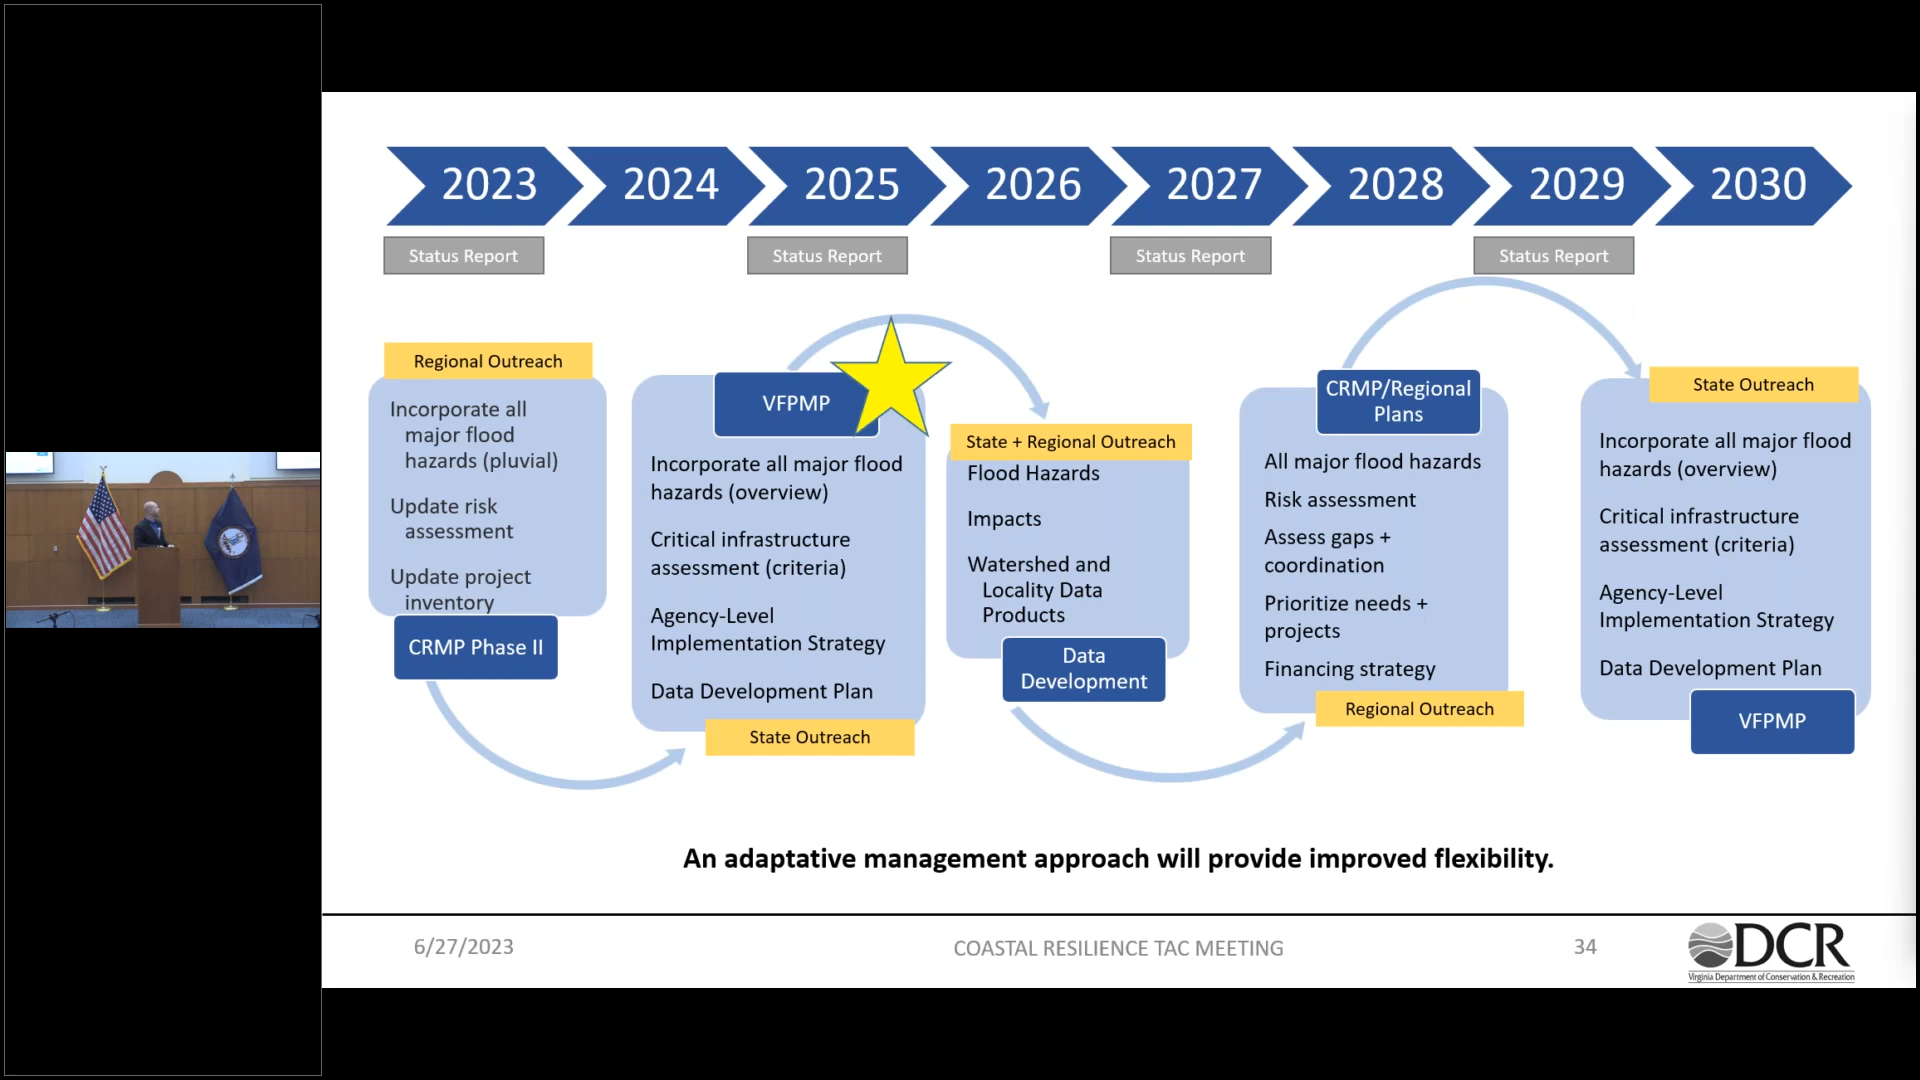 2023
2024
2025
2026
2027
2028
2029
2030
Status Report
Status Report
Status Report
Status Report
Regional Outreach
Incorporate all
major flood
hazards (pluvial)
Update risk
assessment
Update project
inventory
CRMP Phase II
VFPMP
Incorporate all major flood
hazards (overview)
Critical infrastructure
assessment (criteria)
Agency-Level
Implementation Strategy
Data Development Plan
State Outreach
State + Regional Outreach
Flood Hazards
Impacts
Watershed and
Locality Data
Products
Data
Development
CRMP/Regional
Plans
All major flood hazards
Risk assessment
Assess gaps +
coordination
Prioritize needs +
projects
Financing strategy
Regional Outreach
State Outreach
Incorporate all major flood
hazards (overview)
Critical infrastructure
assessment (criteria)
Agency-Level
Implementation Strategy
Data Development Plan
VFPMP
An adaptative management approach will provide improved flexibility.
6/27/2023
COASTAL RESILIENCE TAC MEETING
34
DCR
Virginia Department of Conservation & Recreation